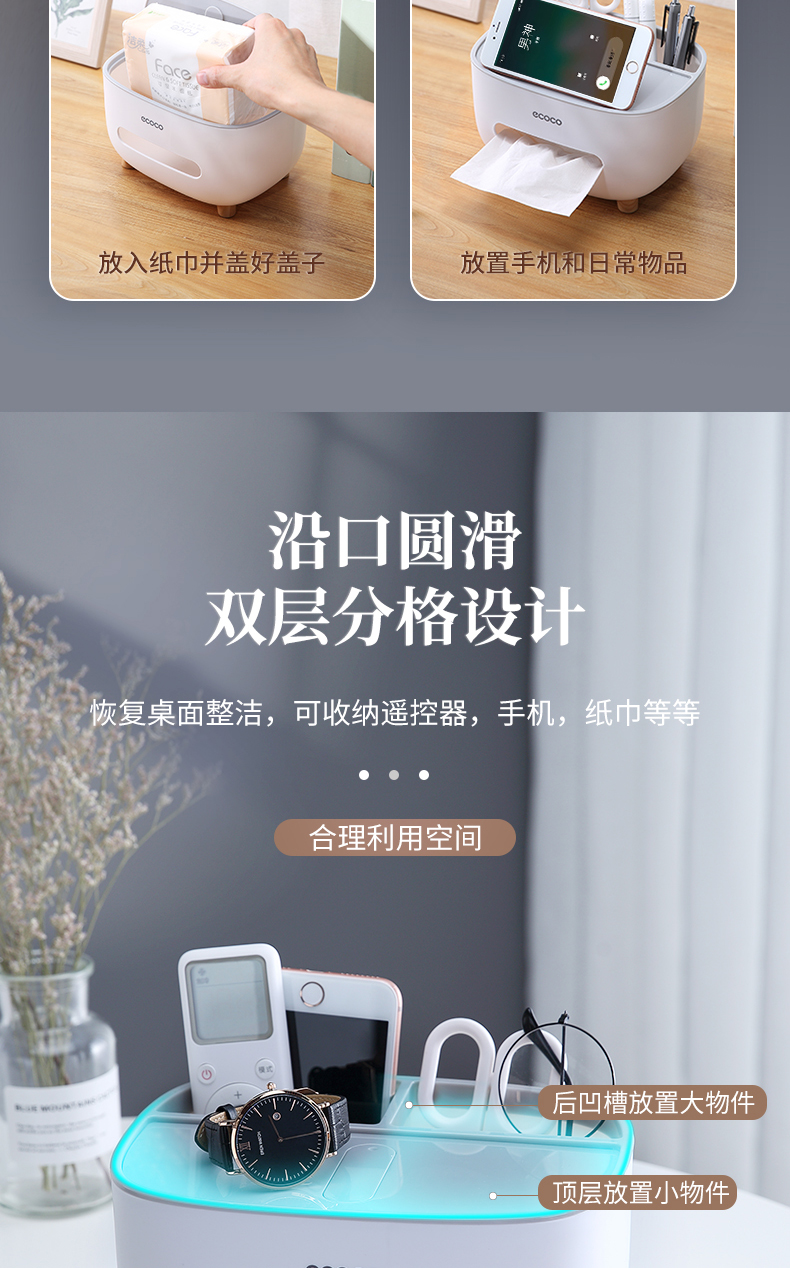 Face
ecoco
放入纸巾并盖好盖子
男神
ecoco
放置手机和日常物品
沿口圆滑
双层分格设计
恢复桌面整洁，可收纳遥控器，手机，纸巾等等
合理利用空间
模式
BLUE MOUNTAIN
后凹槽放置大物件
顶层放置小物件